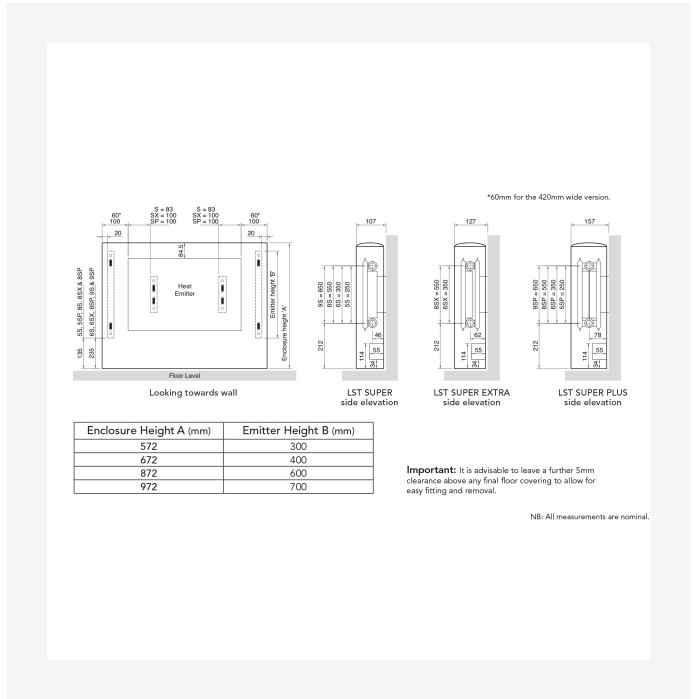 *60mm for the 420mm wide version.
S = 83
SX = 100
SP = 100
S = 83
SX = 100
SP = 100
60*
100
60*
100
20
20
84.5
Heat
Emitter
Emitter height 'B'
Enclosure height 'A'
5S, 5SP, 8S, 8SX & 8SP
6S, 6SX, 6SP, 9S & 9SP
135
235
Floor Level
Looking towards wall
107
9S = 650
8S = 550
6S = 350
5S = 250
212
46
114
55
34
LST SUPER
side elevation
127
8SX = 550
6SX = 350
212
62
114
55
34
LST SUPER EXTRA
side elevation
157
9SP = 650
8SP = 550
6SP = 350
5SP = 250
212
78
114
55
34
LST SUPER PLUS
side elevation
Enclosure Height A (mm) Emitter Height B (mm)
572 300
672 400
872 600
972 700
Important: It is advisable to leave a further 5mm
clearance above any final floor covering to allow for
easy fitting and removal.
NB: All measurements are nominal.